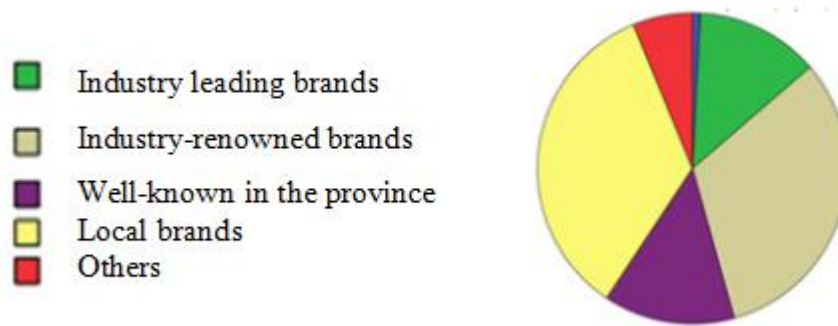 Industry leading brands
Industry-renowned brands
Well-known in the province
Local brands
Others